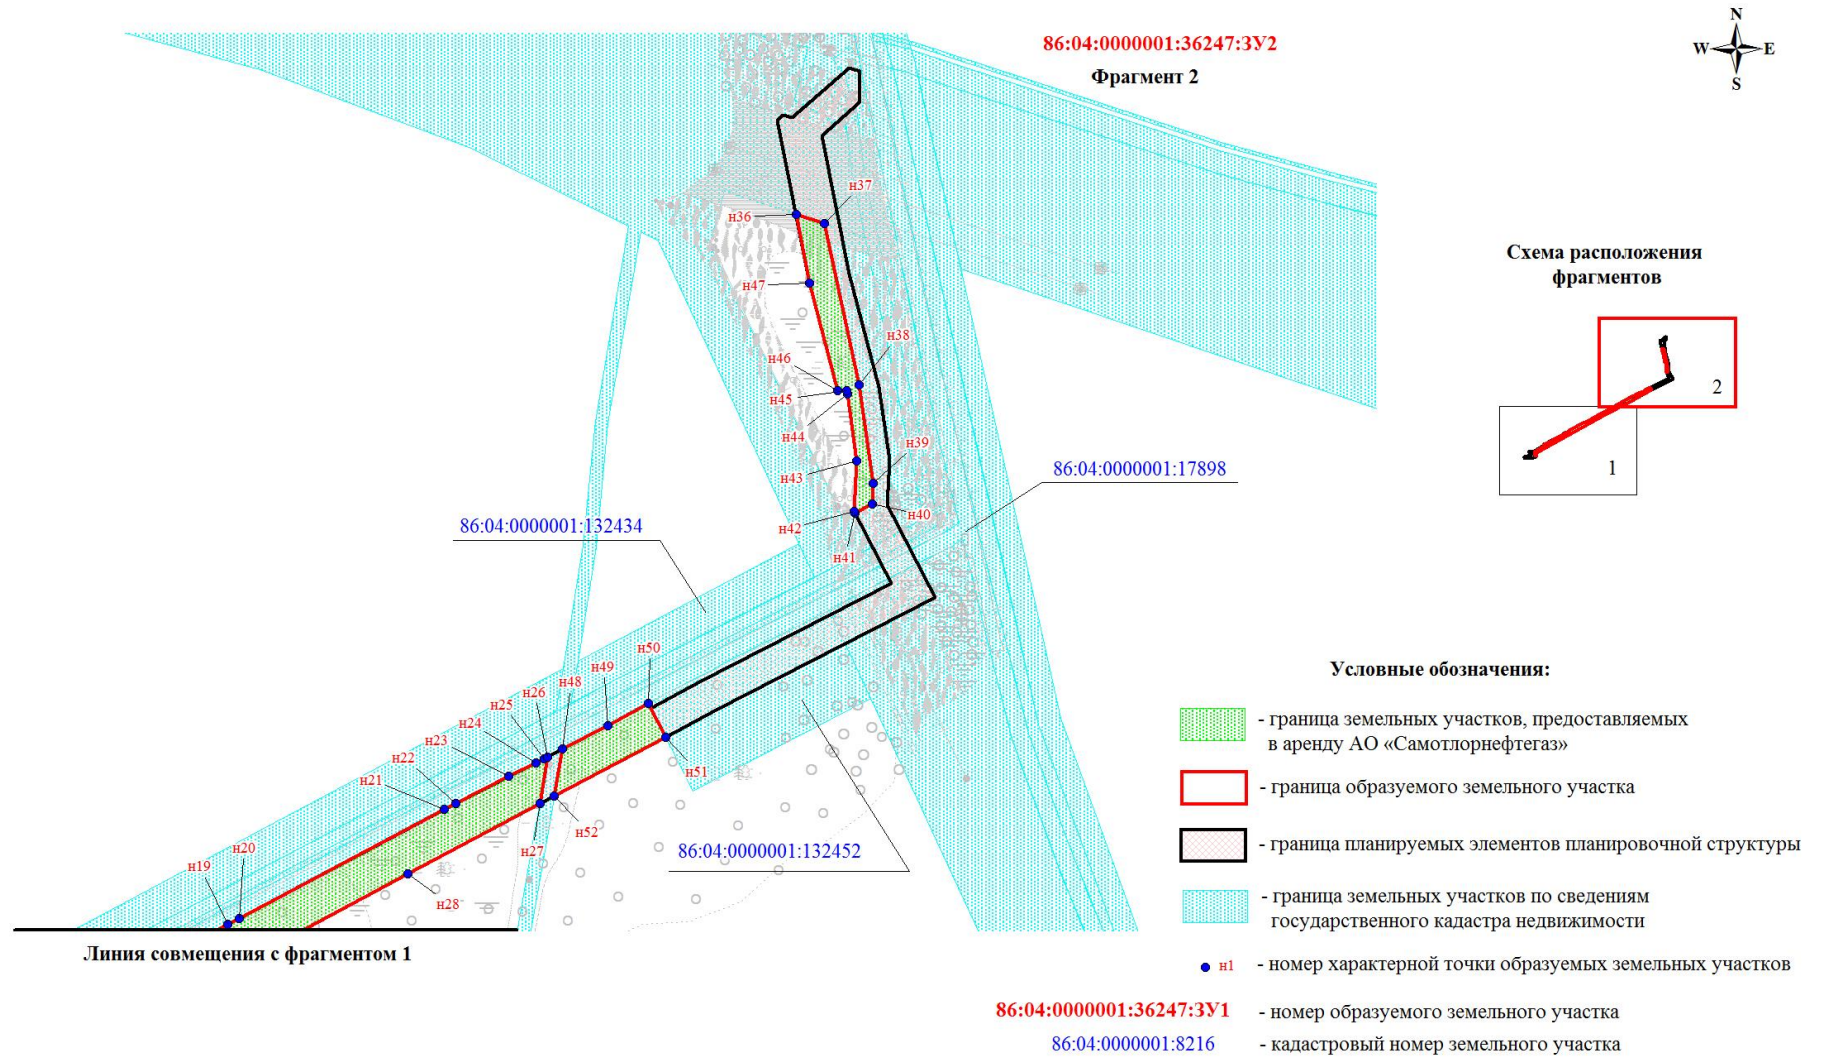 N
W E
S
86:04:0000001:36247:ЗУ2
Фрагмент 2
н37
н36
н47
Схема расположения
фрагментов
н38
н46
н45
2
н44
н39
1
86:04:0000001:17898
н43
н40
н42
86:04:0000001:132434
н41
н50
н49
н48
н26
н25
н24
н23
н22
н21
н51
н52
н27
86:04:0000001:132452
н20
н19
н28
Линия совмещения с фрагментом 1
Условные обозначения:
- граница земельных участков, предоставляемых
в аренду АО «Самотлорнефтегаз»
- граница образуемого земельного участка
- граница планируемых элементов планировочной структуры
- граница земельных участков по сведениям
государственного кадастра недвижимости
н1 - номер характерной точки образуемых земельных участков
86:04:0000001:36247:ЗУ1 - номер образуемого земельного участка
86:04:0000001:8216 - кадастровый номер земельного участка